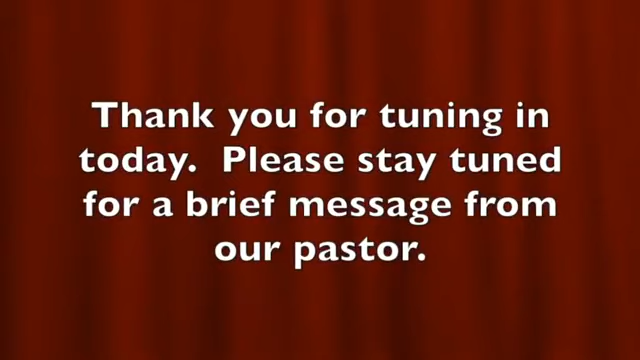 Thank you for tuning in
today.  Please stay tuned
for a brief message from
our pastor.